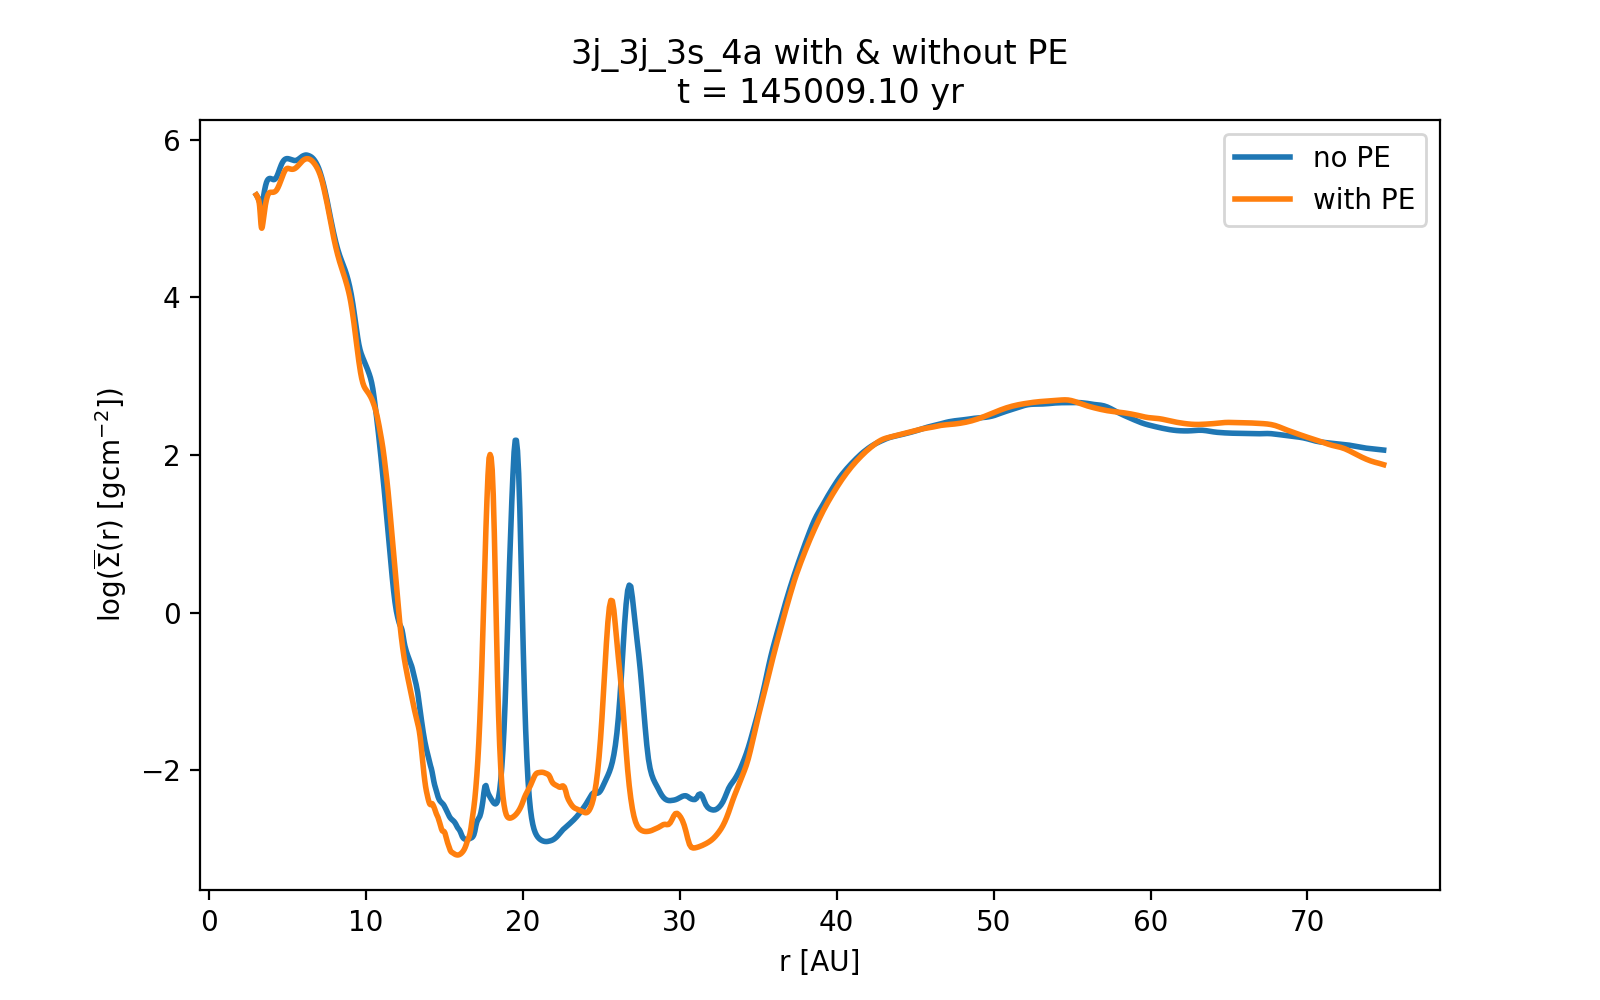 3j_3j_3s_4a with & without PE
t = 145009.10 yr
no PE
with PE
6
4
2
0
−2
log(Σ̅(r) [gcm⁻²])
0 10 20 30 40 50 60 70
r [AU]